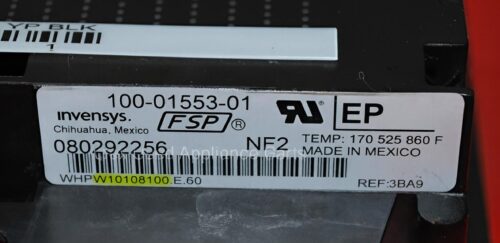 YP BLK
1
100-01553-01
invensys. FSP ® EP
Chihuahua, Mexico
080292256 NF2 TEMP: 170 525 860 F
MADE IN MEXICO
WHPW10108100.E.60 REF:3BA9